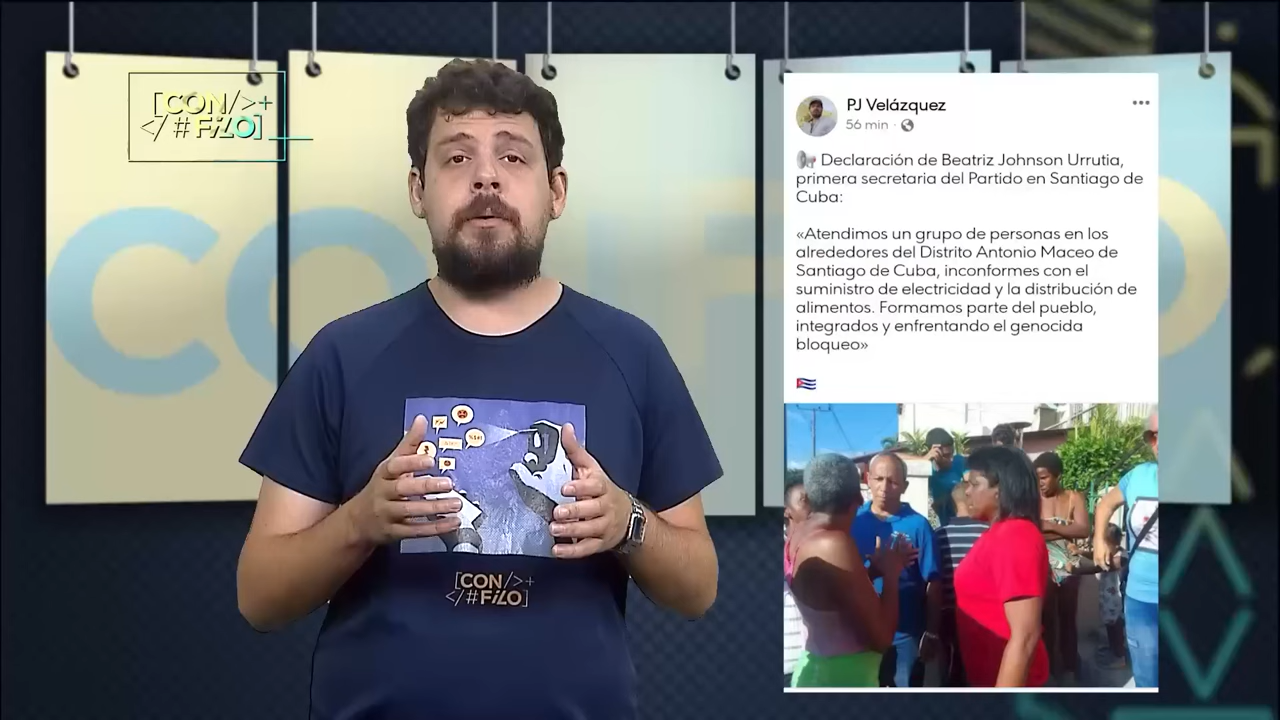 [CON/>+
</#FiLO]
CON FILO
PJ Velázquez
56 min ·
Declaración de Beatriz Johnson Urrutia,
primera secretaria del Partido en Santiago de
Cuba:
«Atendimos un grupo de personas en los
alrededores del Distrito Antonio Maceo de
Santiago de Cuba, inconformes con el
suministro de electricidad y la distribución de
alimentos. Formamos parte del pueblo,
integrados y enfrentando el genocida
bloqueo»
[CON/>+
</#FiLO]